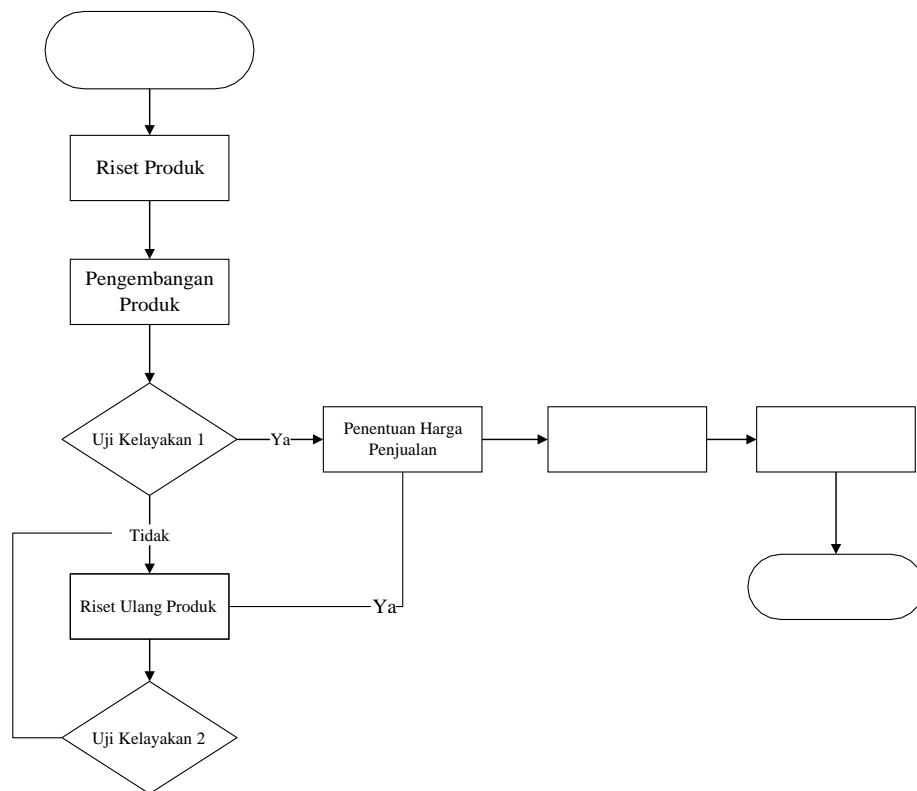 Riset Produk
Pengembangan
Produk
Uji Kelayakan 1
Ya
Penentuan Harga
Penjualan
Tidak
Riset Ulang Produk
Ya
Uji Kelayakan 2